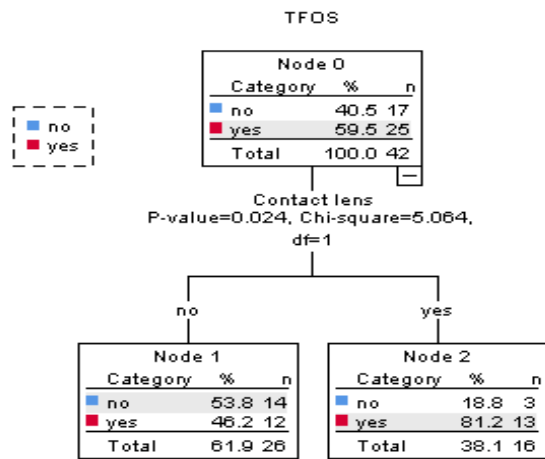 TFOS
no
yes
Node 0
Category % n
no 40.5 17
yes 59.5 25
Total 100.0 42
Contact lens
P-value=0.024, Chi-square=5.064,
df=1
no
yes
Node 1
Category % n
no 53.8 14
yes 46.2 12
Total 61.9 26
Node 2
Category % n
no 18.8 3
yes 81.2 13
Total 38.1 16